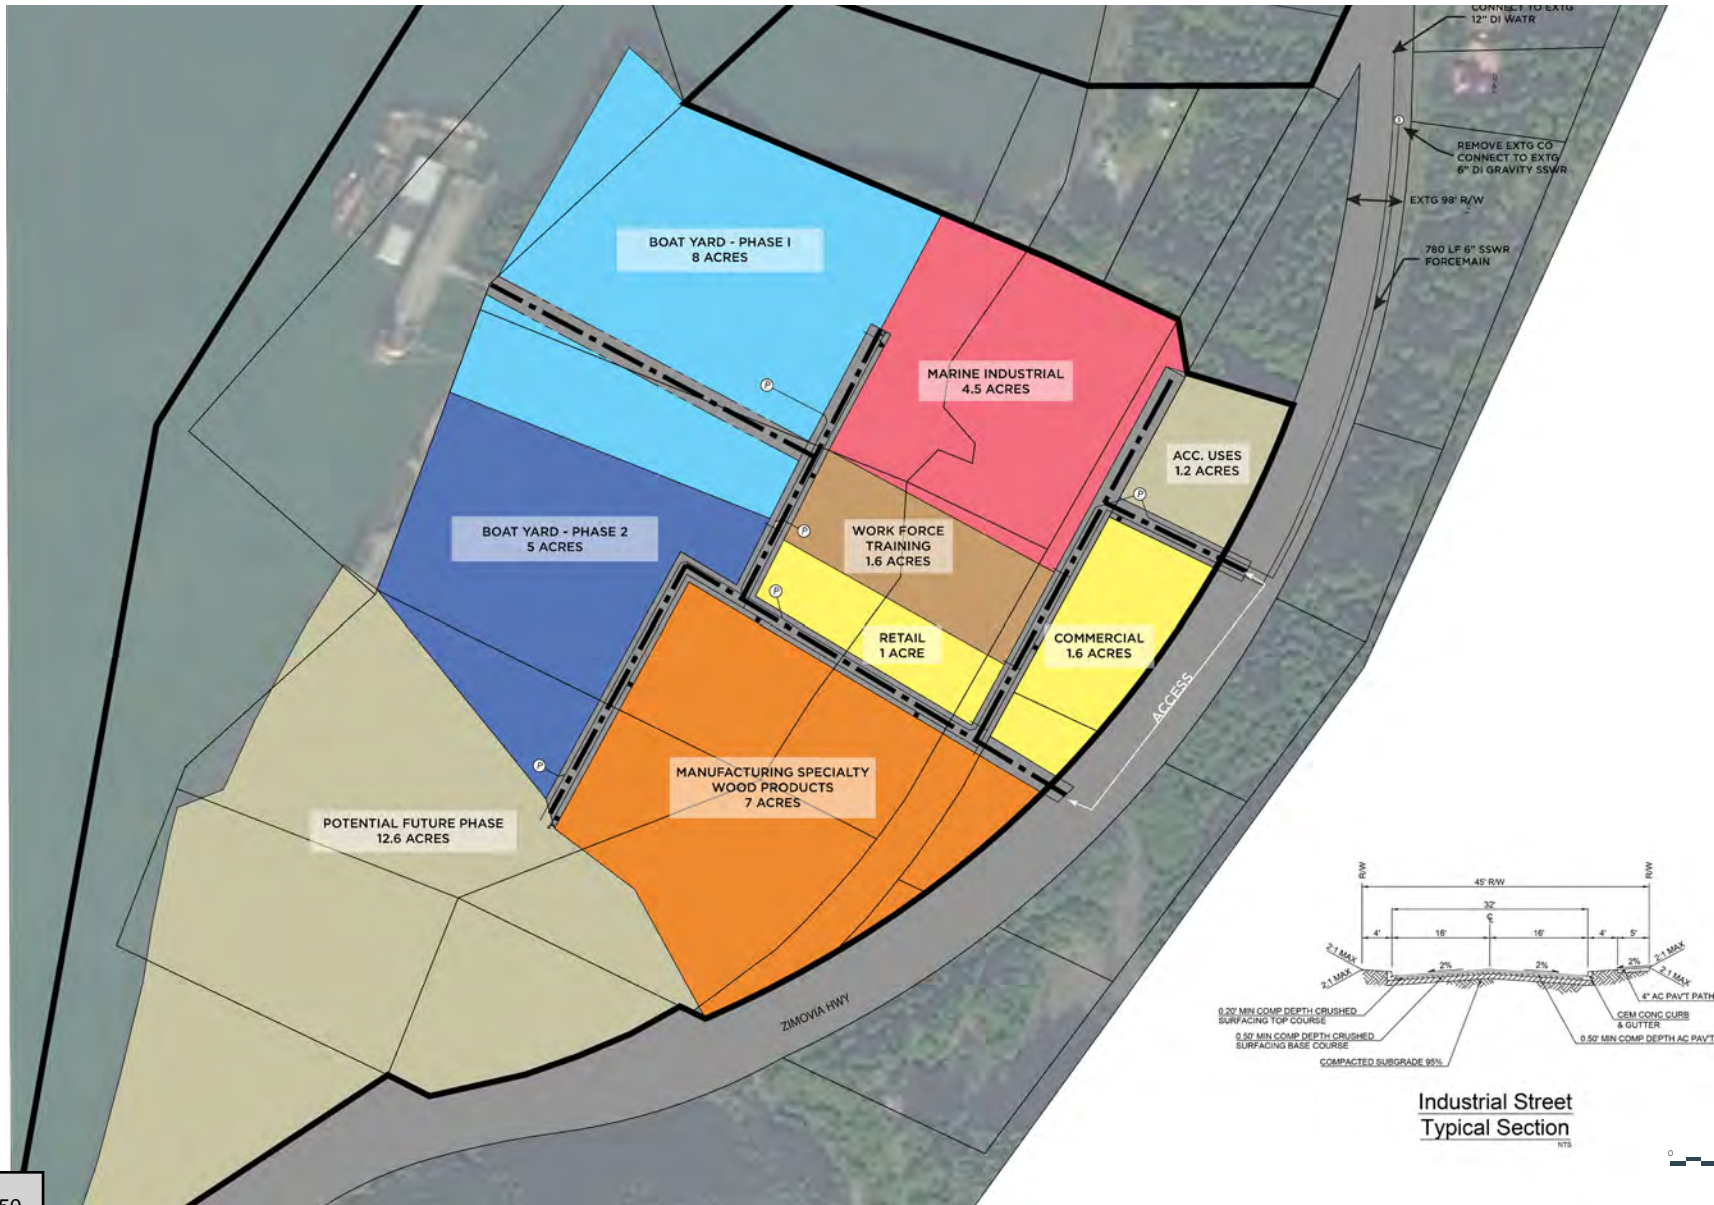 CONNECT TO EXTG
12" DI WATR
REMOVE EXTG CO
CONNECT TO EXTG
6" DI GRAVITY SSWR
EXTG 98' R/W
780 LF 6" SSWR
FORCEMAIN
BOAT YARD - PHASE I
8 ACRES
MARINE INDUSTRIAL
4.5 ACRES
P
ACC. USES
1.2 ACRES
P
BOAT YARD - PHASE 2
5 ACRES
P
WORK FORCE
TRAINING
1.6 ACRES
P
RETAIL
1 ACRE
COMMERCIAL
1.6 ACRES
ACCESS
P
MANUFACTURING SPECIALTY
WOOD PRODUCTS
7 ACRES
POTENTIAL FUTURE PHASE
12.6 ACRES
ZIMOVIA HWY
R/W
R/W
45' R/W
32'
4'
16'
16'
4'
5'
2:1 MAX
2:1 MAX
2%
2%
2%
2:1 MAX
2:1 MAX
4" AC PAV'T PATH
0.20' MIN COMP DEPTH CRUSHED
SURFACING TOP COURSE
CEM CONC CURB
& GUTTER
0.50' MIN COMP DEPTH CRUSHED
SURFACING BASE COURSE
0.50' MIN COMP DEPTH AC PAV'T
COMPACTED SUBGRADE 95%
Industrial Street
Typical Section
NTS
0